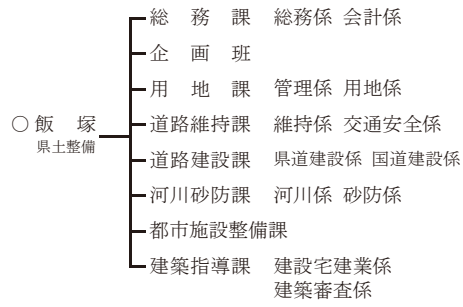 総務課 総務係 会計係
企画班
用地課 管理係 用地係
○飯塚 道路維持課 維持係 交通安全係
県土整備
道路建設課 県道建設係 国道建設係
河川砂防課 河川係 砂防係
都市施設整備課
建築指導課 建設宅建業係
建築審査係